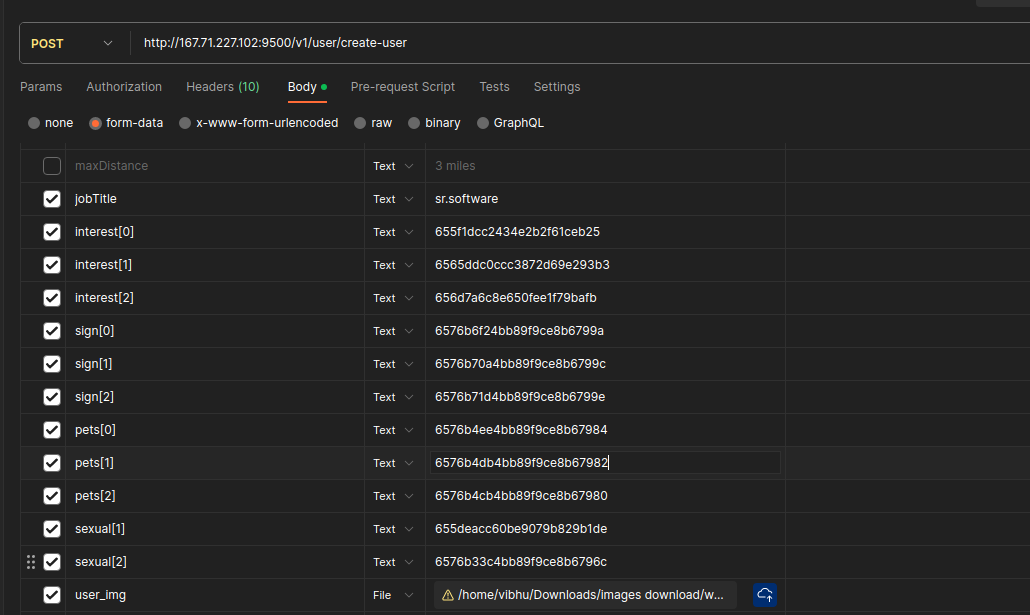 POST http://167.71.227.102:9500/v1/user/create-user
Params Authorization Headers (10) Body Pre-request Script Tests Settings
none form-data x-www-form-urlencoded raw binary GraphQL
maxDistance Text 3 miles
jobTitle Text sr.software
interest[0] Text 655f1dcc2434e2b2f61ceb25
interest[1] Text 6565ddc0ccc3872d69e293b3
interest[2] Text 656d7a6c8e650fee1f79bafb
sign[0] Text 6576b6f24bb89f9ce8b6799a
sign[1] Text 6576b70a4bb89f9ce8b6799c
sign[2] Text 6576b71d4bb89f9ce8b6799e
pets[0] Text 6576b4ee4bb89f9ce8b67984
pets[1] Text 6576b4db4bb89f9ce8b67982
pets[2] Text 6576b4cb4bb89f9ce8b67980
sexual[1] Text 655deacc60be9079b829b1de
sexual[2] Text 6576b33c4bb89f9ce8b6796c
user_img File /home/vibhu/Downloads/images download/w...